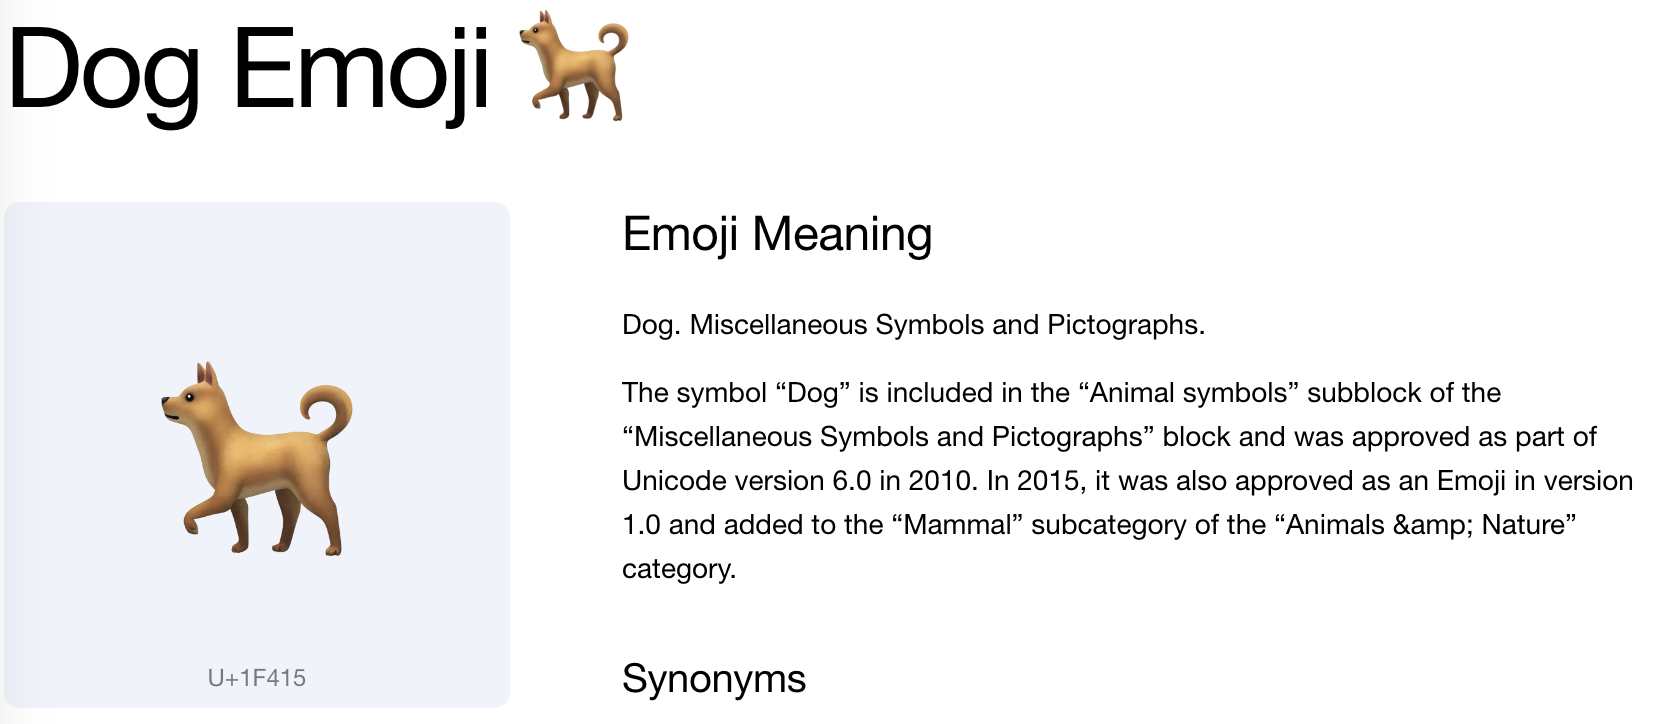 Dog Emoji 🐕
Emoji Meaning
Dog. Miscellaneous Symbols and Pictographs.
The symbol “Dog” is included in the “Animal symbols” subblock of the
“Miscellaneous Symbols and Pictographs” block and was approved as part of
Unicode version 6.0 in 2010. In 2015, it was also approved as an Emoji in version
1.0 and added to the “Mammal” subcategory of the “Animals &amp; Nature”
category.
U+1F415
Synonyms